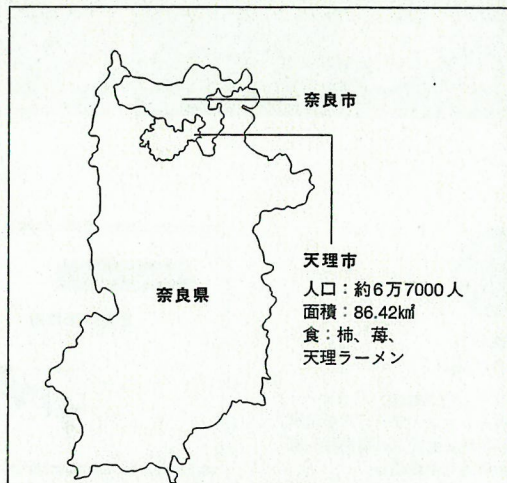 奈良市
天理市
人口：約6万7000人
面積：86.42㎢
食：柿、苺、
天理ラーメン
奈良県